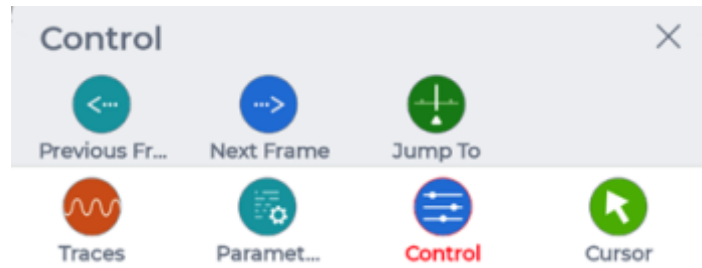 Control
Previous Fr... Next Frame Jump To
Traces Paramet... Control Cursor